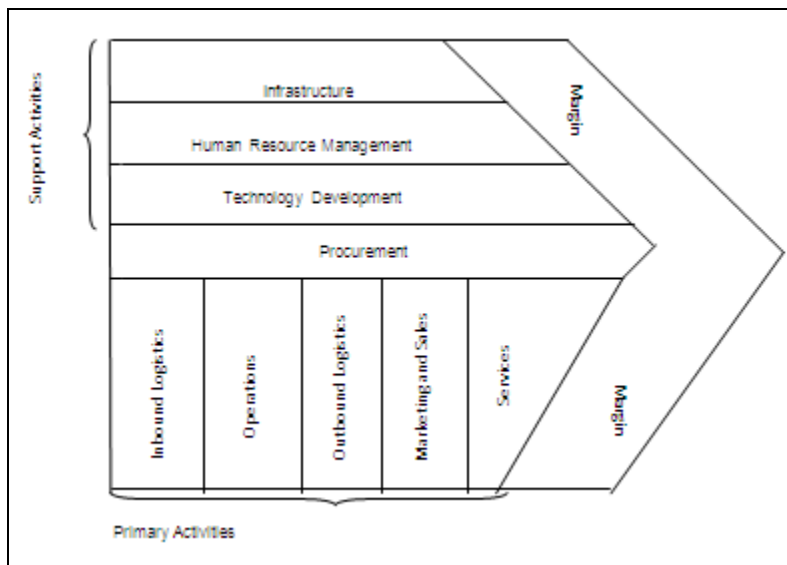 Support Activities
Infrastructure
Human Resource Management
Technology Development
Procurement
Margin
Inbound Logistics
Operations
Outbound Logistics
Marketing and Sales
Services
Margin
Primary Activities